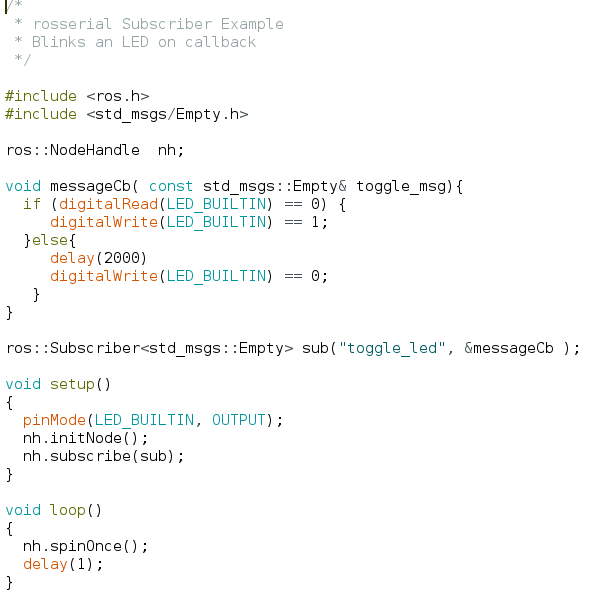 /*
 * rosserial Subscriber Example
 * Blinks an LED on callback
 */

#include <ros.h>
#include <std_msgs/Empty.h>

ros::NodeHandle  nh;

void messageCb( const std_msgs::Empty& toggle_msg){
  if (digitalRead(LED_BUILTIN) == 0) {
     digitalWrite(LED_BUILTIN) == 1;
  }else{
     delay(2000)
     digitalWrite(LED_BUILTIN) == 0;
   }
}

ros::Subscriber<std_msgs::Empty> sub("toggle_led", &messageCb );

void setup()
{
  pinMode(LED_BUILTIN, OUTPUT);
  nh.initNode();
  nh.subscribe(sub);
}

void loop()
{
  nh.spinOnce();
  delay(1);
}